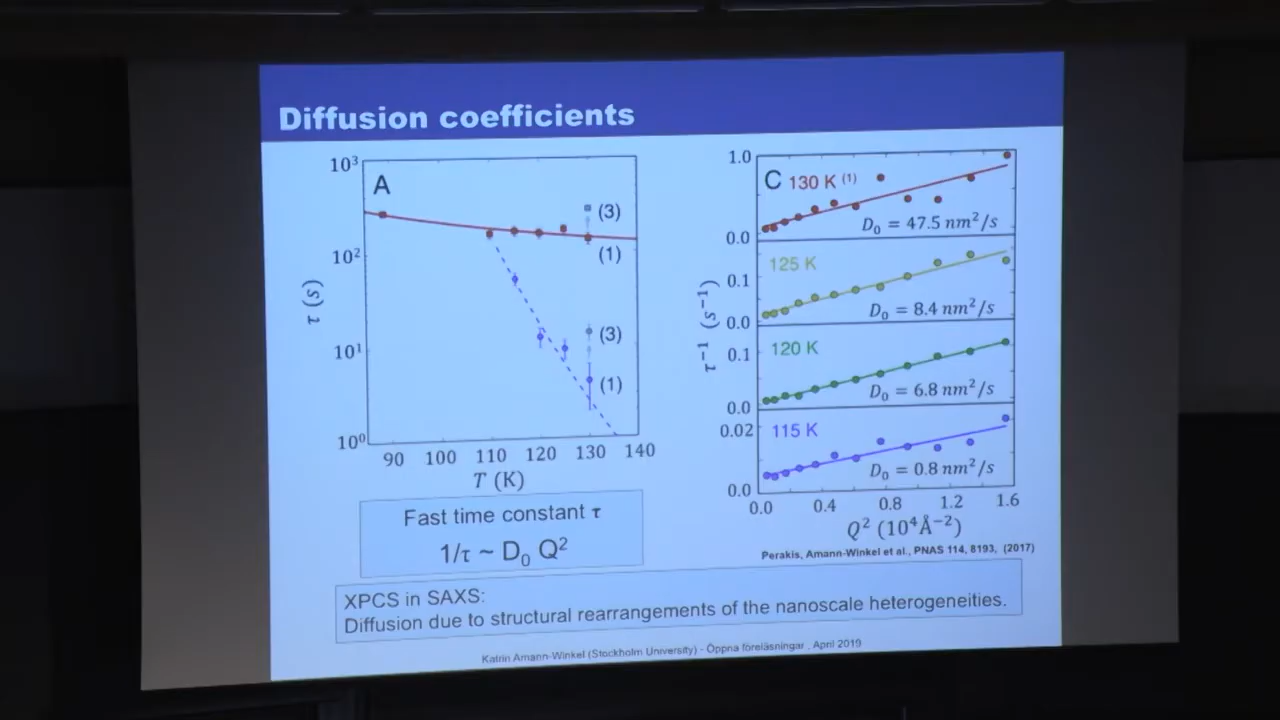 Diffusion coefficients
A
10³
10²
10¹
10⁰
τ (s)
(3)
(1)
(3)
(1)
90 100 110 120 130 140
T (K)
Fast time constant τ
1/τ ~ D₀ Q²
C 130 K (1)
1.0
0.0
D₀ = 47.5 nm²/s
125 K
0.1
0.0
D₀ = 8.4 nm²/s
120 K
0.1
0.0
D₀ = 6.8 nm²/s
115 K
0.02
0.0
D₀ = 0.8 nm²/s
τ⁻¹ (s⁻¹)
0.0 0.4 0.8 1.2 1.6
Q² (10⁴Å⁻²)
Perakis, Amann-Winkel et al., PNAS 114, 8193, (2017)
XPCS in SAXS:
Diffusion due to structural rearrangements of the nanoscale heterogeneities.
Katrin Amann-Winkel (Stockholm University) - Öppna föreläsningar , April 2019